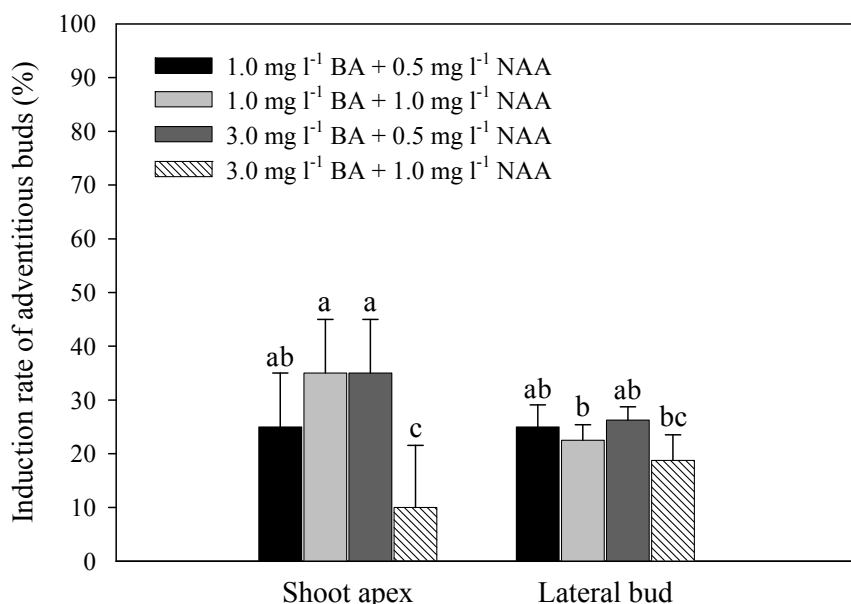 Induction rate of adventitious buds (%)
100
90
80
70
60
50
40
30
20
10
0
1.0 mg l⁻¹ BA + 0.5 mg l⁻¹ NAA
1.0 mg l⁻¹ BA + 1.0 mg l⁻¹ NAA
3.0 mg l⁻¹ BA + 0.5 mg l⁻¹ NAA
3.0 mg l⁻¹ BA + 1.0 mg l⁻¹ NAA
ab a a c
ab b ab bc
Shoot apex Lateral bud